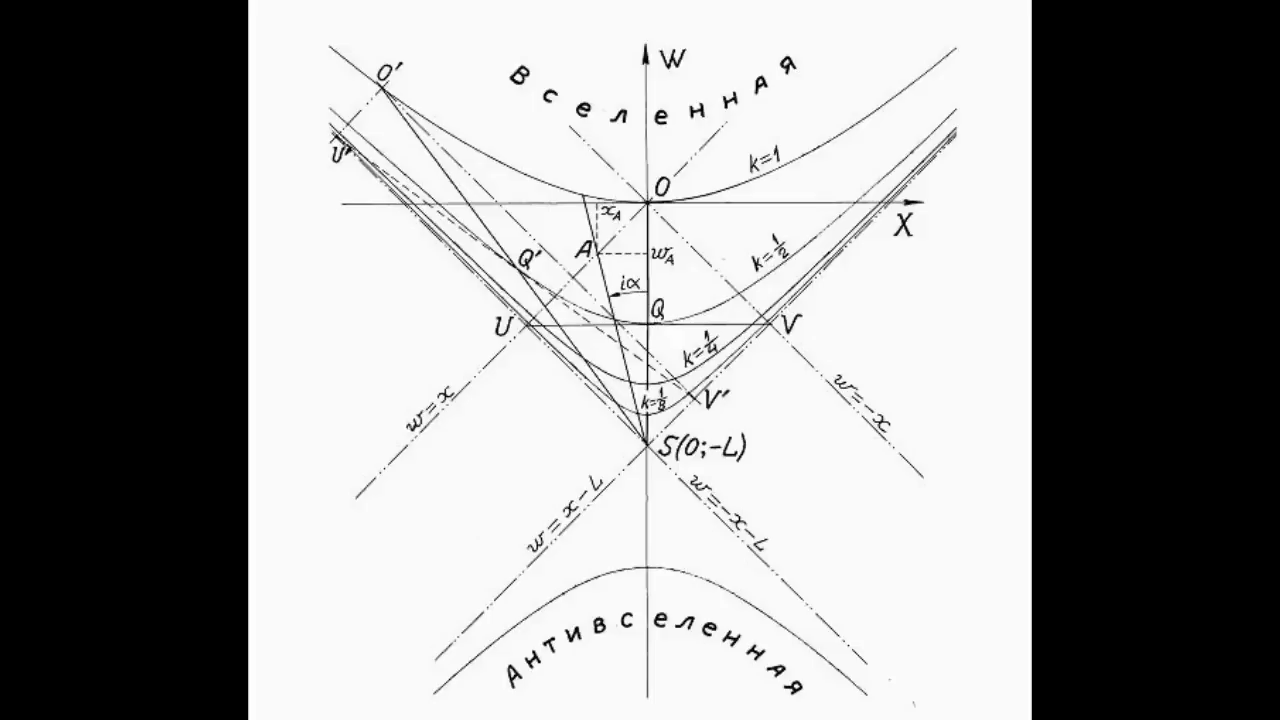 W
O'
Вселенная
U'
k=1
O
x_A
X
A
w_A
Q'
k=1/2
iα
Q
U
V
k=1/4
w=x
k=1/8
V'
w=-x
S(0;-L)
w=x-L
w=-x-L
Антивселенная